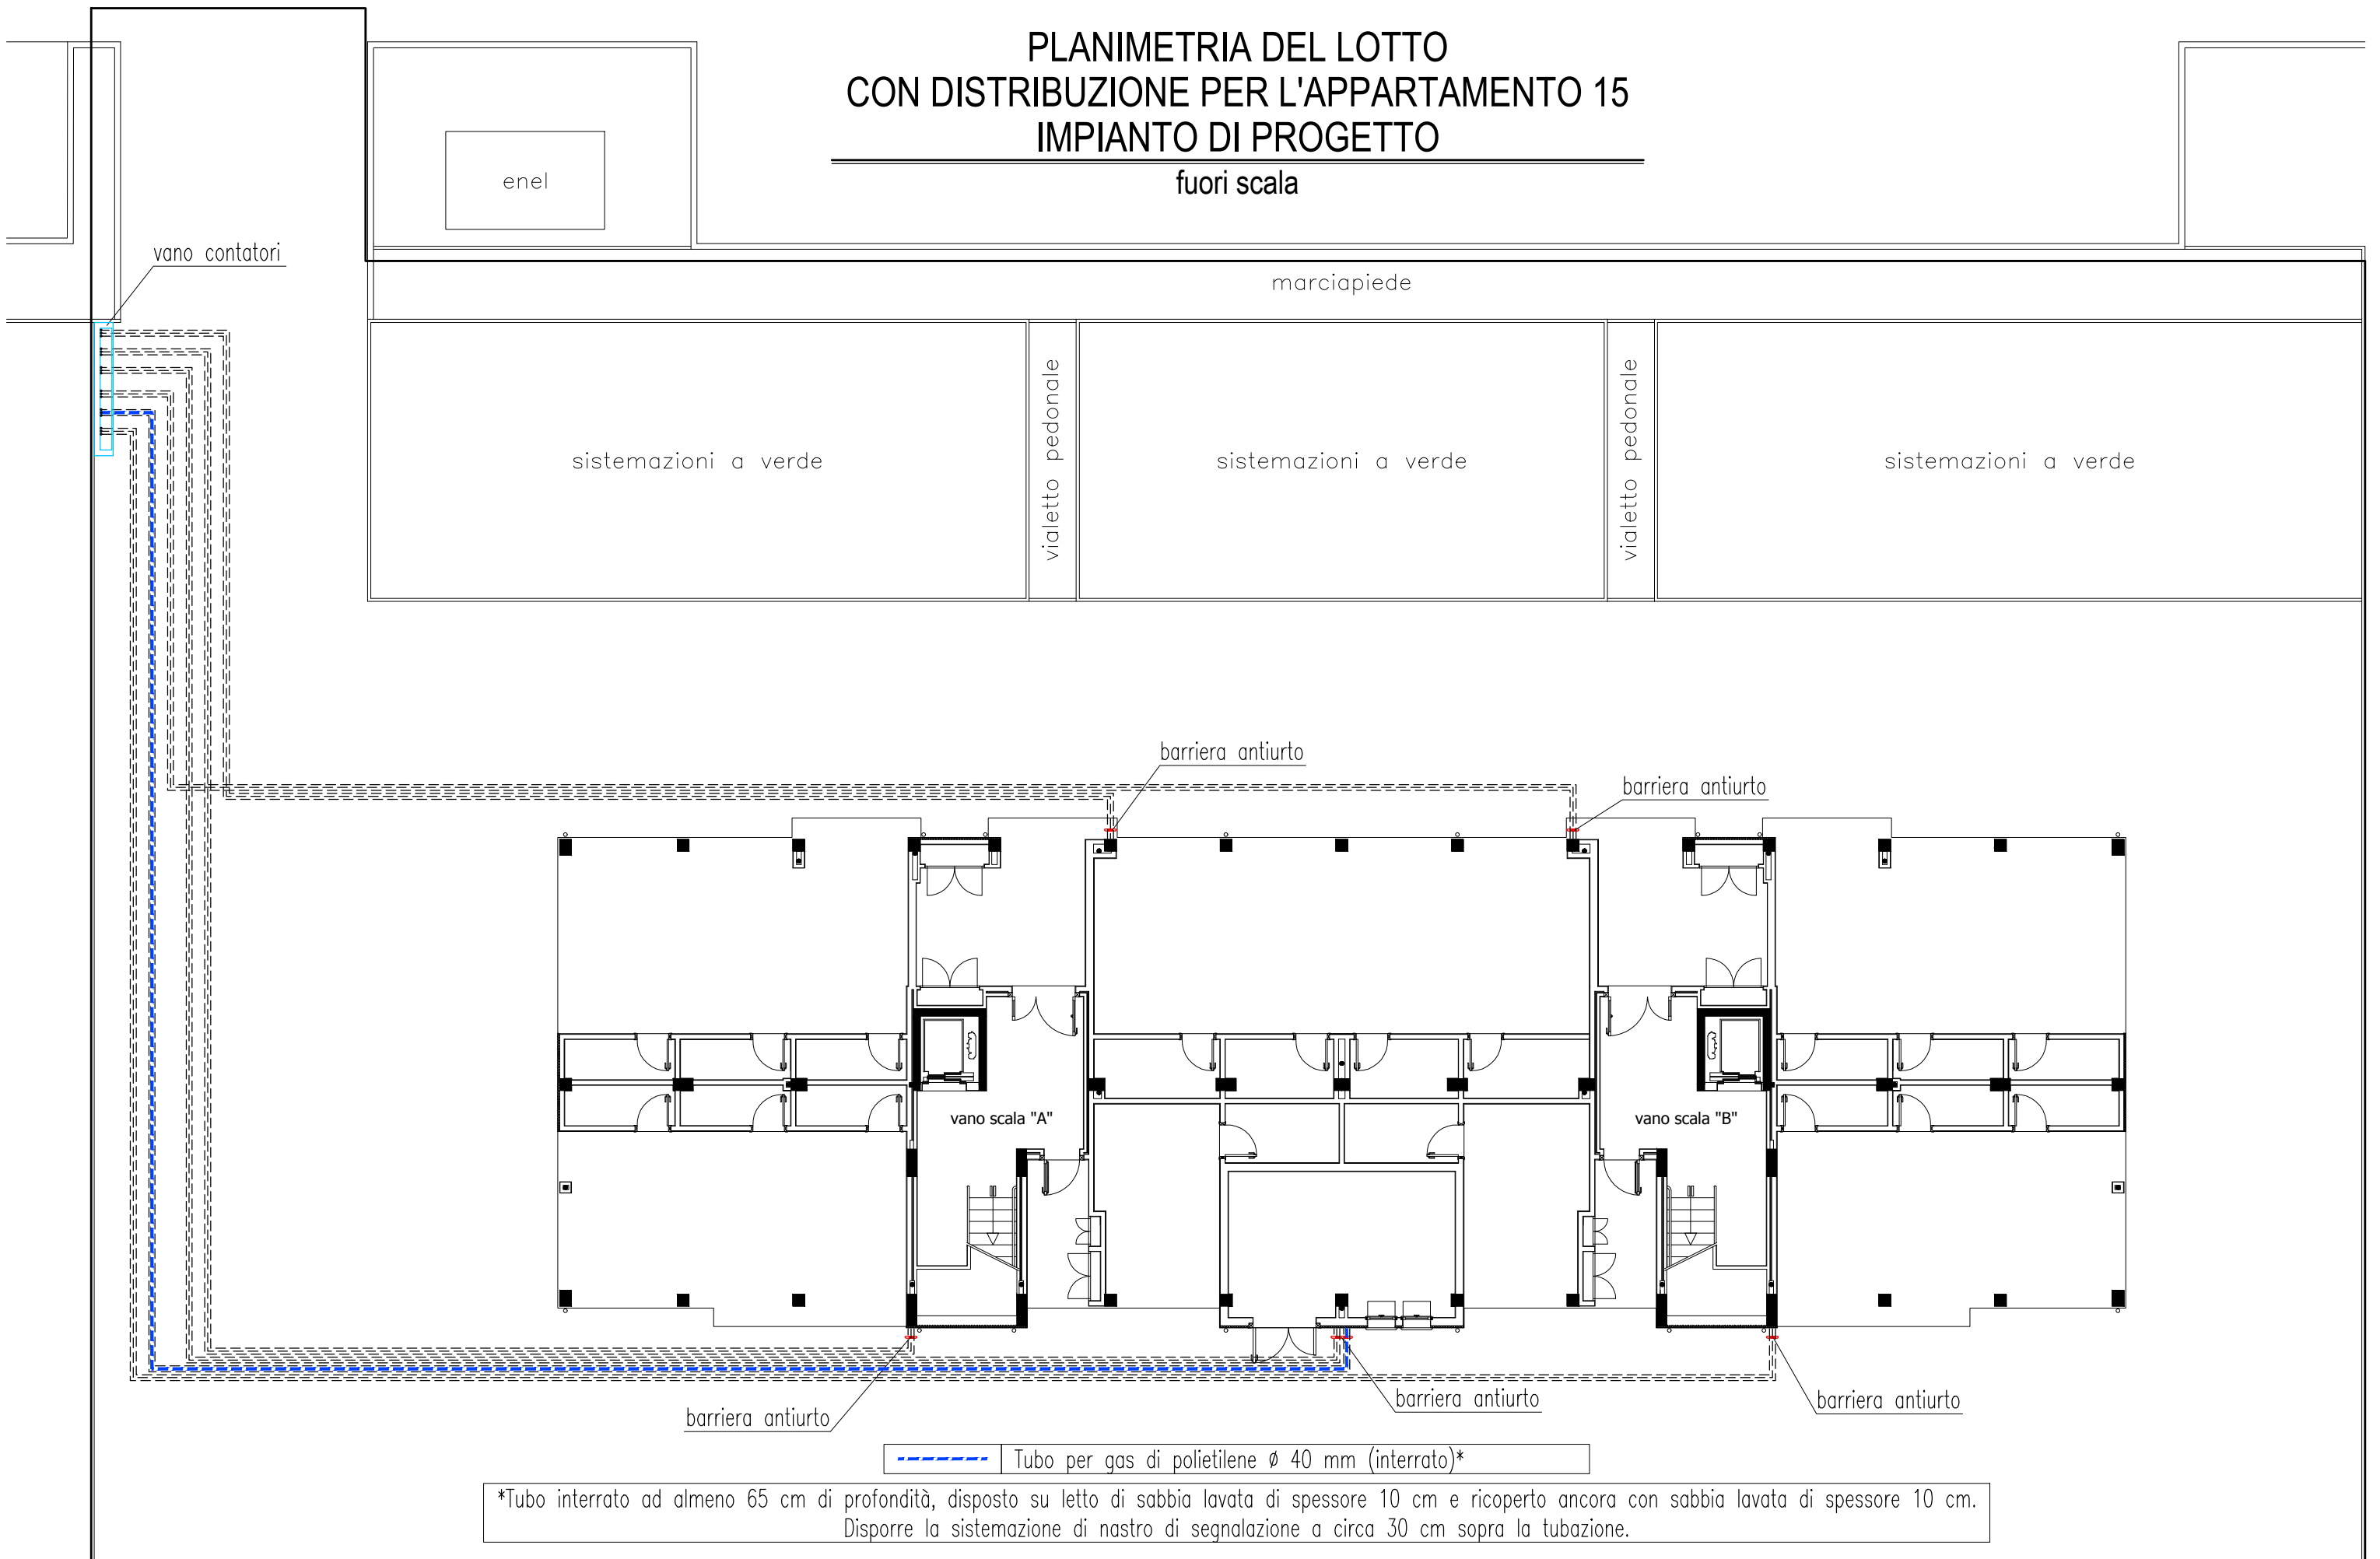 PLANIMETRIA DEL LOTTO
CON DISTRIBUZIONE PER L'APPARTAMENTO 15
IMPIANTO DI PROGETTO
fuori scala
enel
vano contatori
marciapiede
sistemazioni a verde
vialetto pedonale
sistemazioni a verde
vialetto pedonale
sistemazioni a verde
barriera antiurto
barriera antiurto
vano scala "A"
vano scala "B"
barriera antiurto
barriera antiurto
barriera antiurto
Tubo per gas di polietilene ø 40 mm (interrato)*
*Tubo interrato ad almeno 65 cm di profondità, disposto su letto di sabbia lavata di spessore 10 cm e ricoperto ancora con sabbia lavata di spessore 10 cm.
Disporre la sistemazione di nastro di segnalazione a circa 30 cm sopra la tubazione.